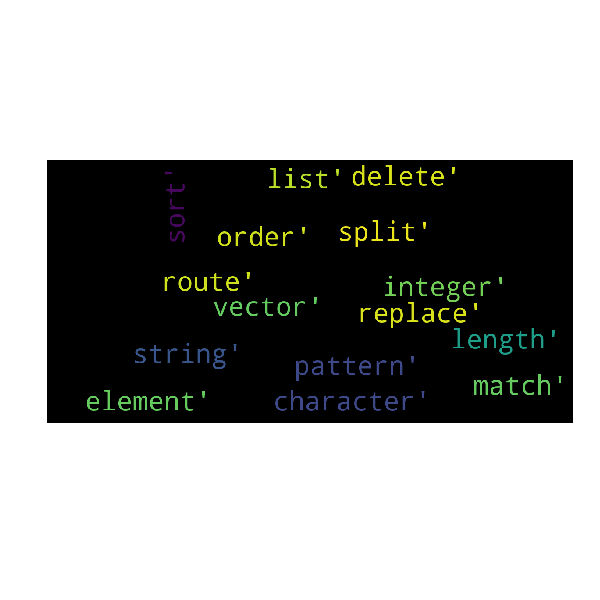 sort'
list' delete'
order' split'
route' integer'
vector' replace'
length'
string' pattern'
match'
element' character'